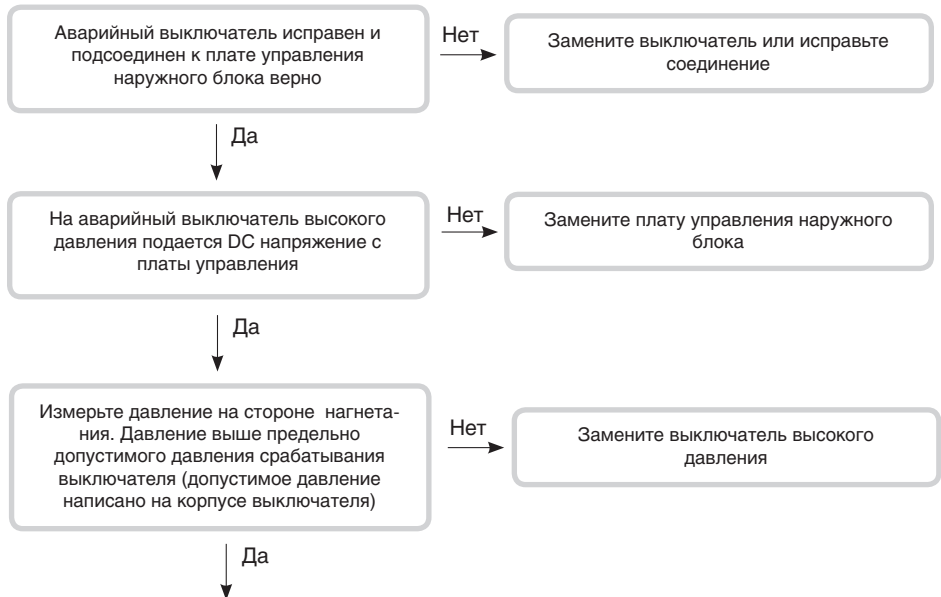 Аварийный выключатель исправен и
подсоединен к плате управления
наружного блока верно
Нет
Замените выключатель или исправьте
соединение
Да
На аварийный выключатель высокого
давления подается DC напряжение с
платы управления
Нет
Замените плату управления наружного
блока
Да
Измерьте давление на стороне нагнета-
ния. Давление выше предельно
допустимого давления срабатывания
выключателя (допустимое давление
написано на корпусе выключателя)
Нет
Замените выключатель высокого
давления
Да